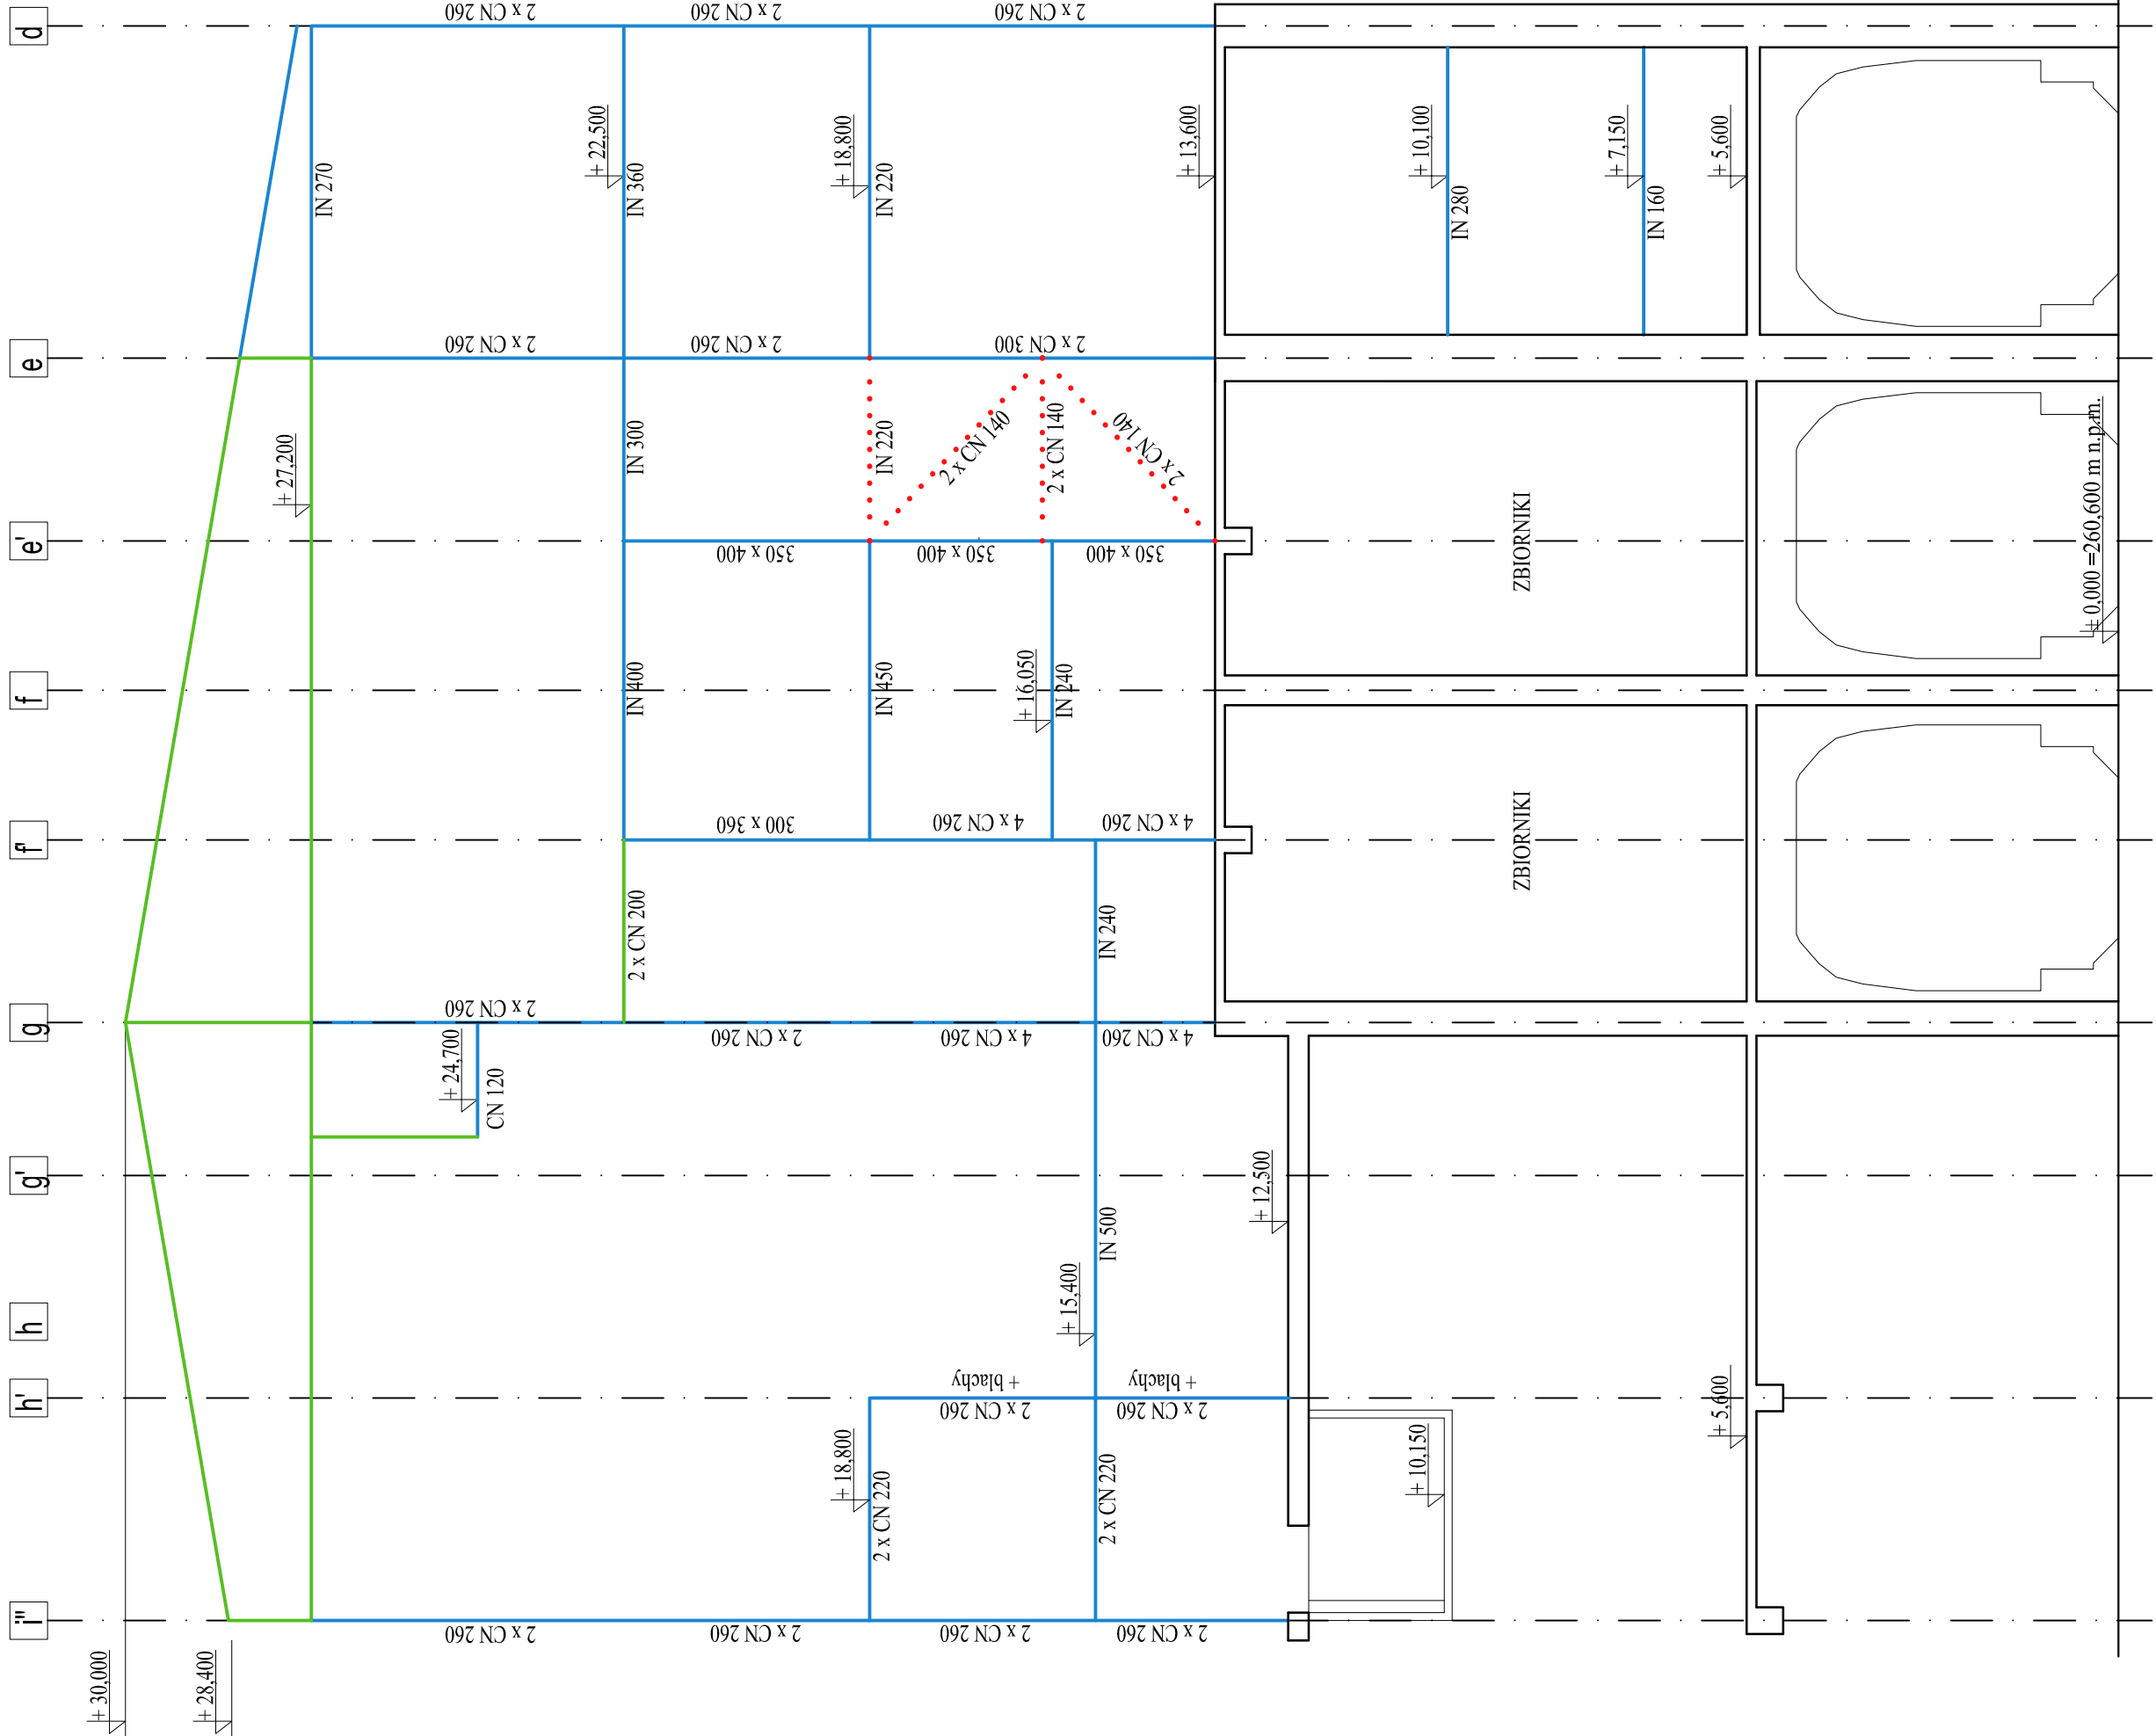 i"
h'
h
g'
g
f'
f
e'
e
d
+ 30,000
+ 28,400
+ 27,200
IN 270
+ 24,700
2 x CN 260
2 x CN 260
2 x CN 260
2 x CN 260
CN 120
+ 22,500
2 x CN 200
IN 400
IN 300
IN 360
2 x CN 260
2 x CN 260
300 x 360
350 x 400
2 x CN 260
2 x CN 260
+ 18,800
+ 18,800
2 x CN 220
IN 450
IN 220
IN 220
2 x CN 260
2 x CN 260
+ blachy
4 x CN 260
4 x CN 260
350 x 400
2 x CN 140
2 x CN 300
2 x CN 260
+ 16,050
IN 240
2 x CN 140
+ 15,400
2 x CN 220
IN 500
IN 240
2 x CN 260
2 x CN 260
+ blachy
4 x CN 260
4 x CN 260
350 x 400
2 x CN 140
+ 13,600
+ 12,500
+ 10,150
+ 10,100
IN 280
ZBIORNIKI
ZBIORNIKI
+ 7,150
IN 160
+ 5,600
+ 5,600
± 0,000 =260,600 m n.p.m.